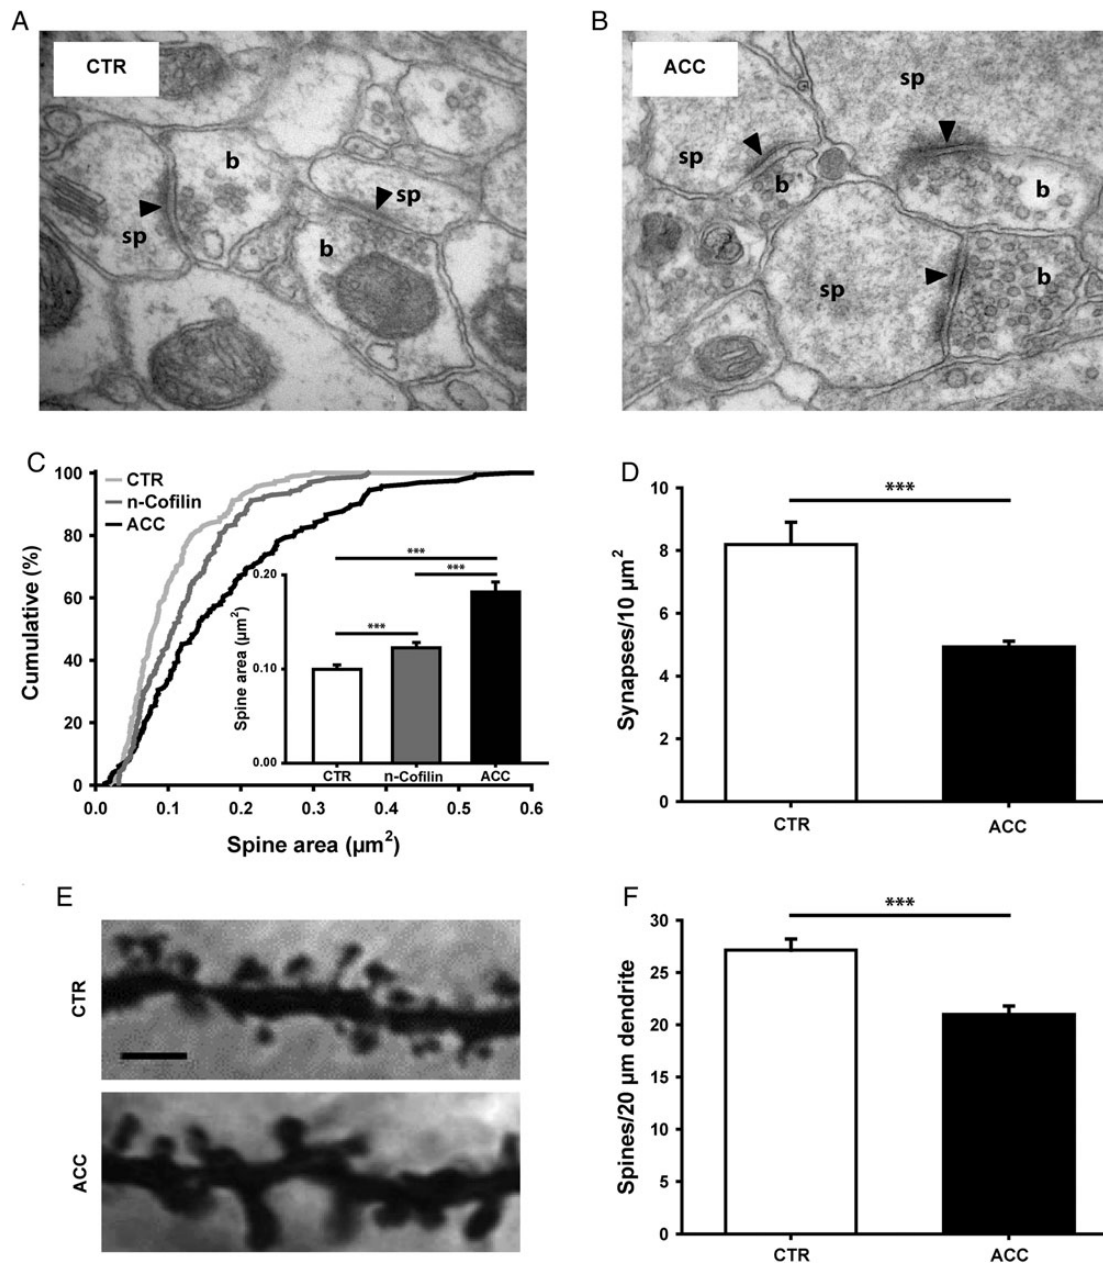 A
CTR
b
sp
sp
b
B
ACC
sp
sp
b
b
sp
b
C
100
80
60
40
20
0
Cumulative (%)
CTR
n-Cofilin
ACC
0.0 0.1 0.2 0.3 0.4 0.5 0.6
Spine area (µm²)
***
***
***
0.20
0.10
0.00
Spine area (µm²)
CTR n-Cofilin ACC
D
10
8
6
4
2
0
Synapses/10 µm²
***
CTR ACC
E
CTR
ACC
F
30
25
20
15
10
5
0
Spines/20 µm dendrite
***
CTR ACC